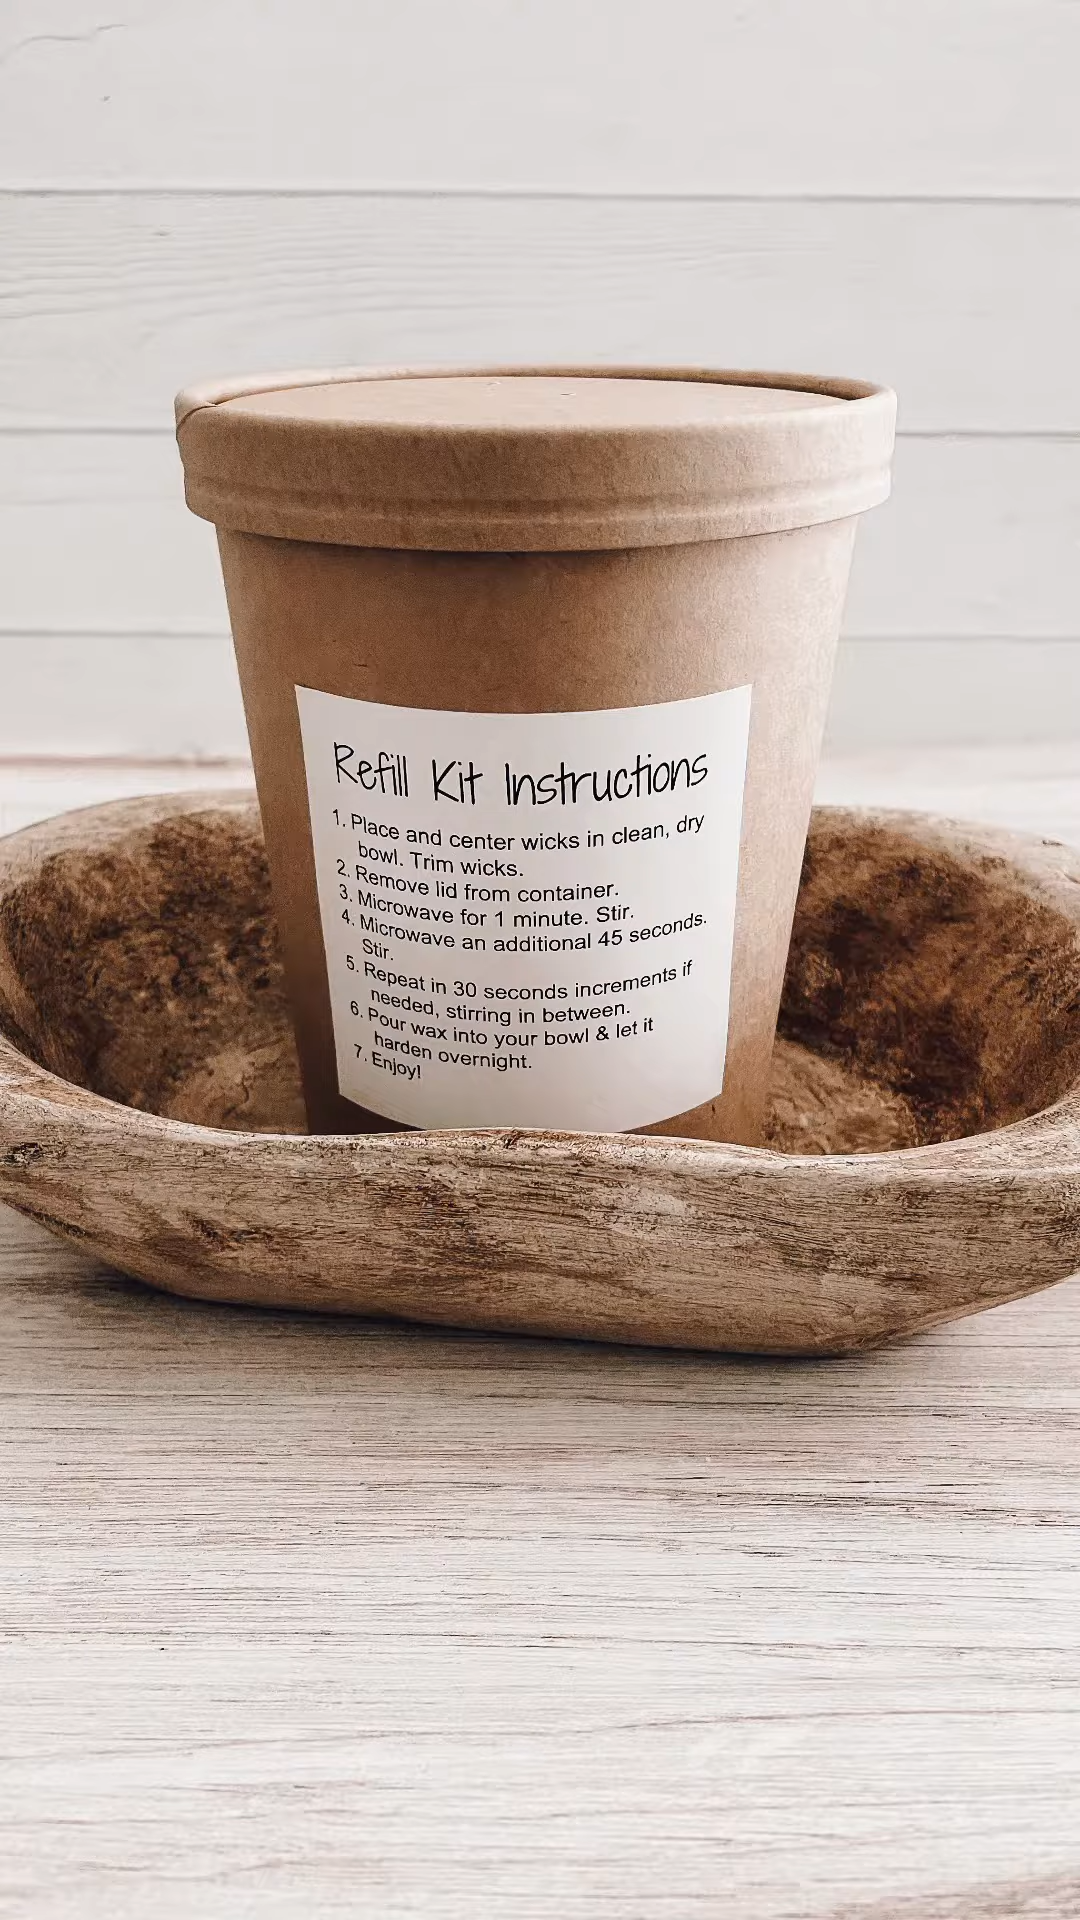 Refill Kit Instructions
1. Place and center wicks in clean, dry
bowl. Trim wicks.
2. Remove lid from container.
3. Microwave for 1 minute. Stir.
4. Microwave an additional 45 seconds.
Stir.
5. Repeat in 30 seconds increments if
needed, stirring in between.
6. Pour wax into your bowl & let it
harden overnight.
7. Enjoy!